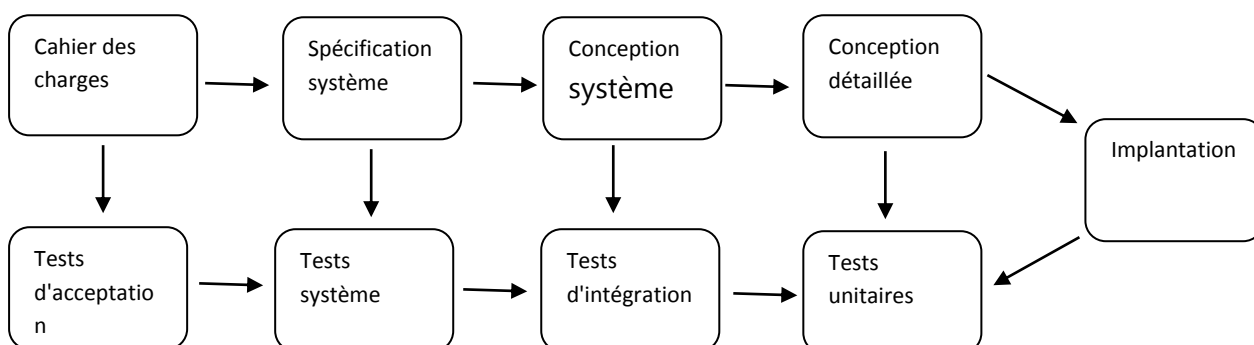 Cahier des
charges
Spécification
système
Conception
système
Conception
détaillée
Implantation
Tests
d'acceptatio
n
Tests
système
Tests
d'intégration
Tests
unitaires